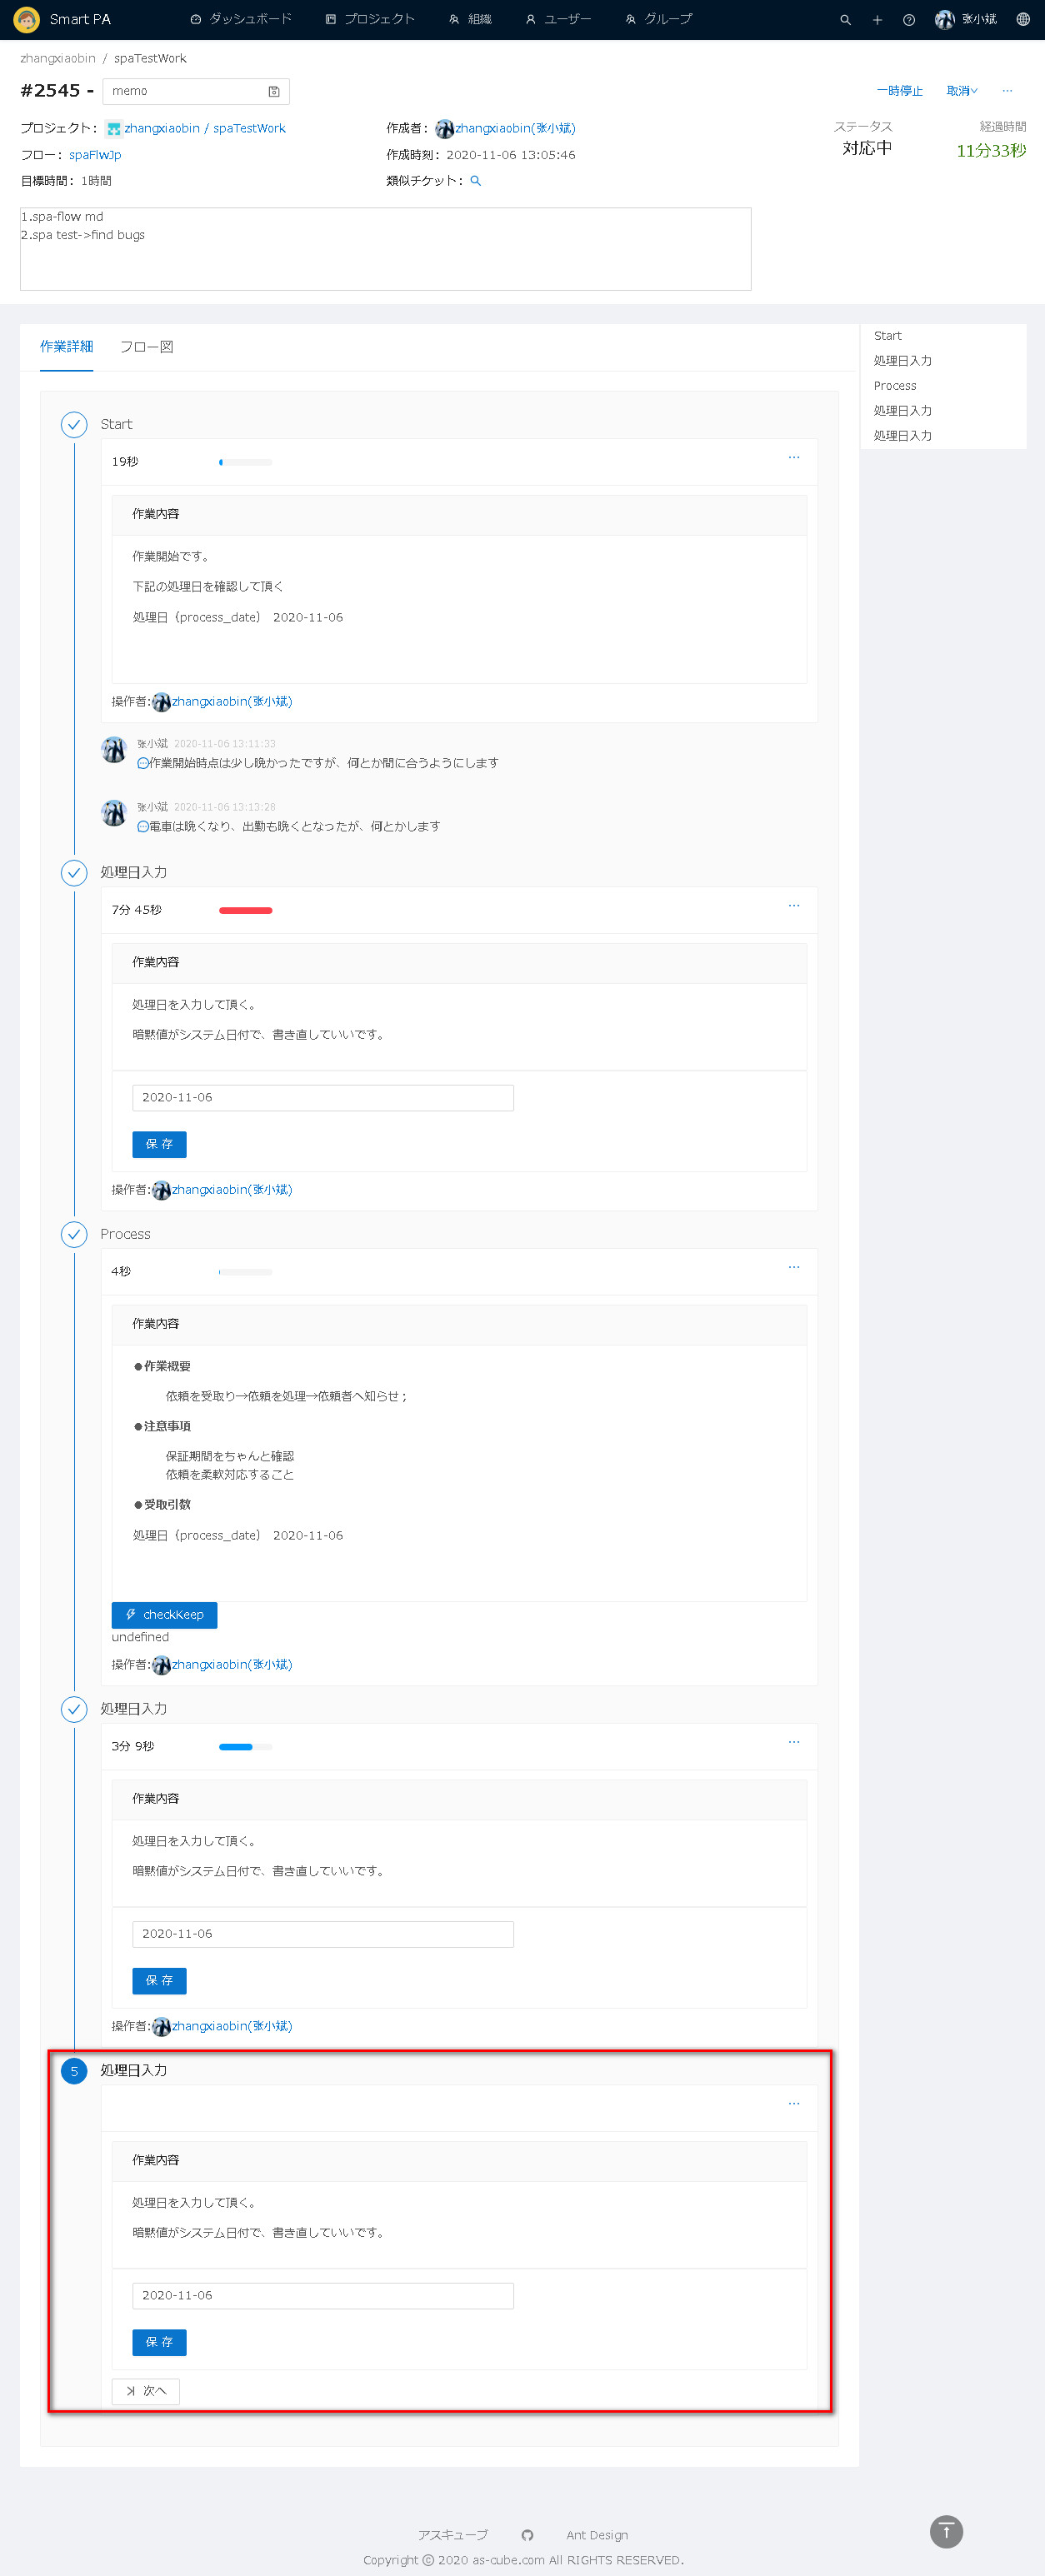 Smart PA ダッシュボード プロジェクト 組織 ユーザー グループ 张小斌
zhangxiaobin / spaTestWork
#2545 - memo 一時停止 取消 ···
プロジェクト： zhangxiaobin / spaTestWork 作成者： zhangxiaobin(张小斌) ステータス 経過時間
対応中 11分33秒
フロー： spaFlwJp 作成時刻： 2020-11-06 13:05:46
目標時間： 1時間 類似チケット：
1.spa-flow md
2.spa test->find bugs
作業詳細 フロー図
Start
処理日入力
Process
処理日入力
処理日入力
Start
19秒 ···
作業内容
作業開始です。
下記の処理日を確認して頂く
処理日（process_date） 2020-11-06
操作者:zhangxiaobin(张小斌)
张小斌 2020-11-06 13:11:33
作業開始時点は少し晩かったですが、何とか間に合うようにします
张小斌 2020-11-06 13:13:28
電車は晩くなり、出勤も晩くとなったが、何とかします
処理日入力
7分 45秒 ···
作業内容
処理日を入力して頂く。
暗黙値がシステム日付で、書き直していいです。
2020-11-06
保 存
操作者:zhangxiaobin(张小斌)
Process
4秒 ···
作業内容
●作業概要
依頼を受取り→依頼を処理→依頼者へ知らせ；
●注意事項
保証期間をちゃんと確認
依頼を柔軟対応すること
●受取引数
処理日（process_date） 2020-11-06
checkKeep
undefined
操作者:zhangxiaobin(张小斌)
処理日入力
3分 9秒 ···
作業内容
処理日を入力して頂く。
暗黙値がシステム日付で、書き直していいです。
2020-11-06
保 存
操作者:zhangxiaobin(张小斌)
5 処理日入力
···
作業内容
処理日を入力して頂く。
暗黙値がシステム日付で、書き直していいです。
2020-11-06
保 存
次へ
アスキューブ Ant Design
Copyright © 2020 as-cube.com All RIGHTS RESERVED.